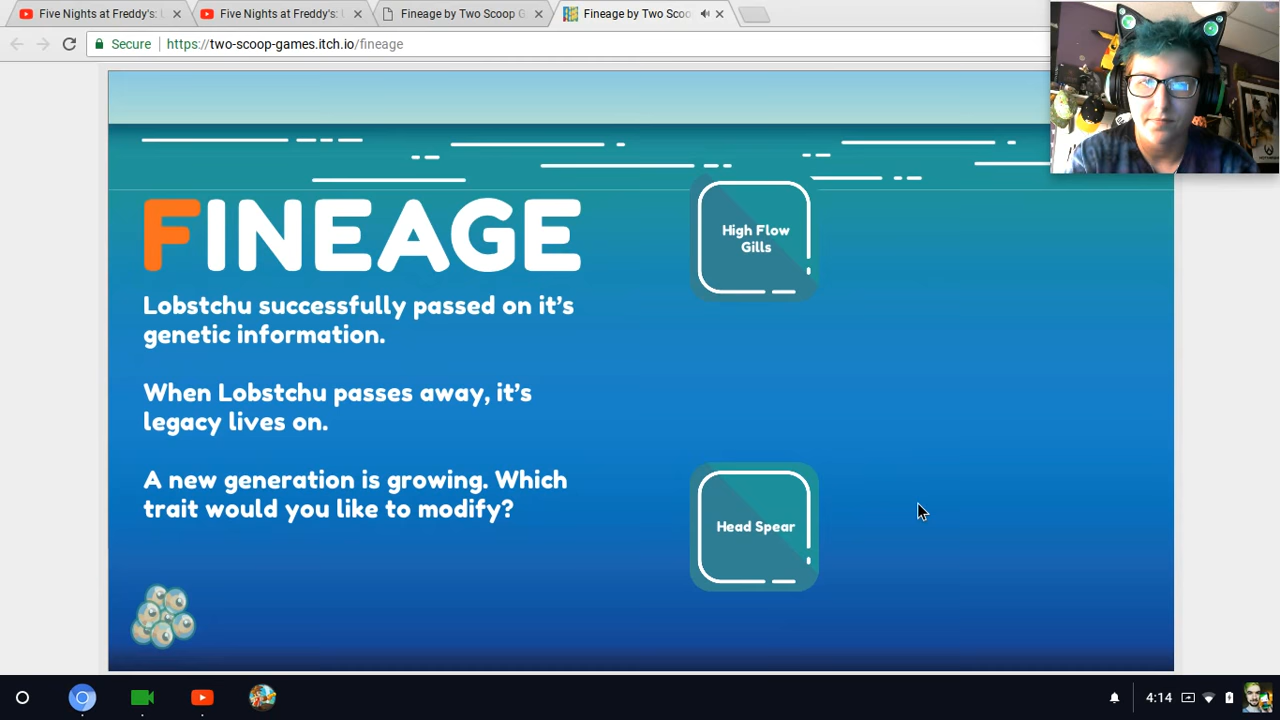 Five Nights at Freddy's: U
Five Nights at Freddy's: U
Fineage by Two Scoop G
Fineage by Two Scoo
Secure
https://two-scoop-games.itch.io/fineage
FINEAGE
Lobstchu successfully passed on it's
genetic information.
When Lobstchu passes away, it's
legacy lives on.
A new generation is growing. Which
trait would you like to modify?
High Flow
Gills
Head Spear
4:14